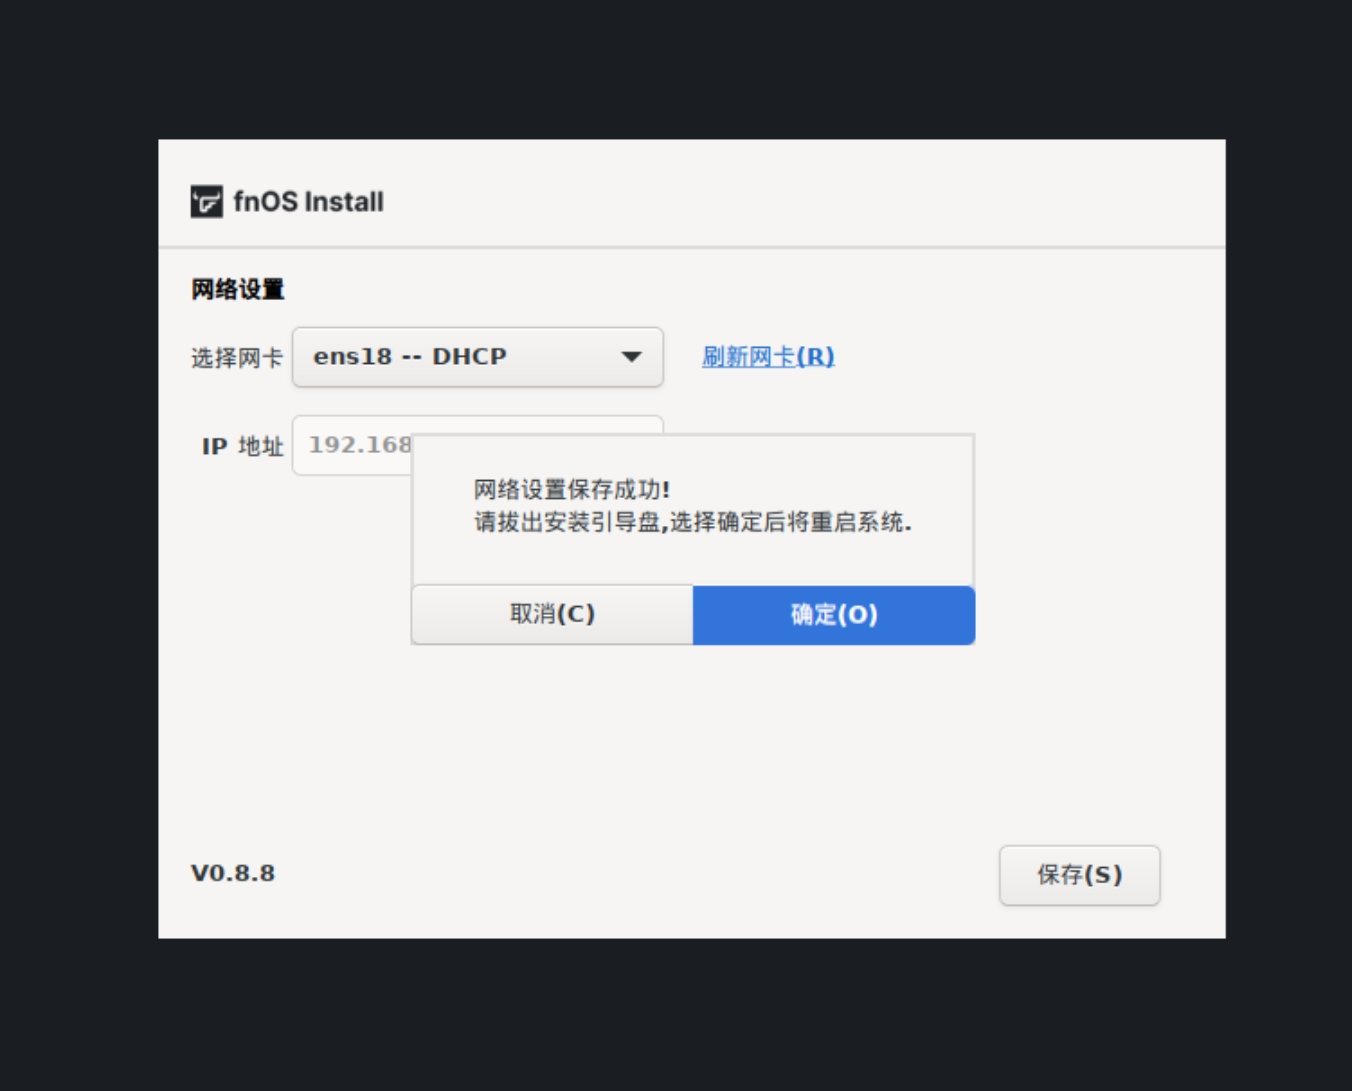 fnOS Install
网络设置
选择网卡 ens18 -- DHCP 刷新网卡(R)
IP 地址 192.168
网络设置保存成功!
请拔出安装引导盘,选择确定后将重启系统.
取消(C) 确定(O)
V0.8.8 保存(S)